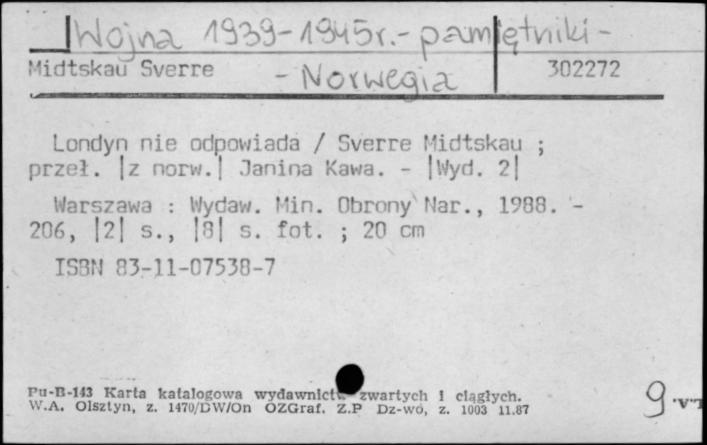 Wojna 1939-1945r.- pamiętniki-
Midtskau Sverre - Norwegia 302272
Londyn nie odpowiada / Sverre Midtskau ;
przeł. |z norw.| Janina Kawa. - |Wyd. 2|
Warszawa : Wydaw. Min. Obrony Nar., 1988. -
206, |2| s., |8| s. fot. ; 20 cm
ISBN 83-11-07538-7
Pu-B-143 Karta katalogowa wydawnictw zwartych i ciągłych.
W.A. Olsztyn, z. 1470/DW/On OZGraf. Z.P Dz-wo, z. 1003 11.87
9